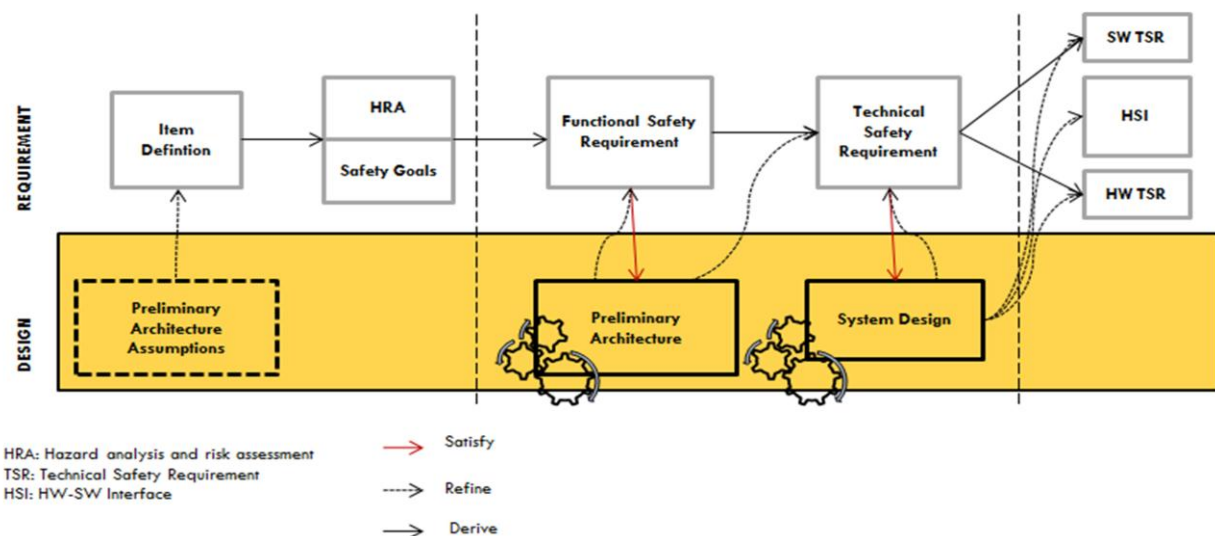 REQUIREMENT
Item
Defintion
HRA
Safety Goals
Functional Safety
Requirement
Technical
Safety
Requirement
SW TSR
HSI
HW TSR
DESIGN
Preliminary
Architecture
Assumptions
Preliminary
Architecture
System Design
HRA: Hazard analysis and risk assessment
TSR: Technical Safety Requirement
HSI: HW-SW Interface
Satisfy
Refine
Derive